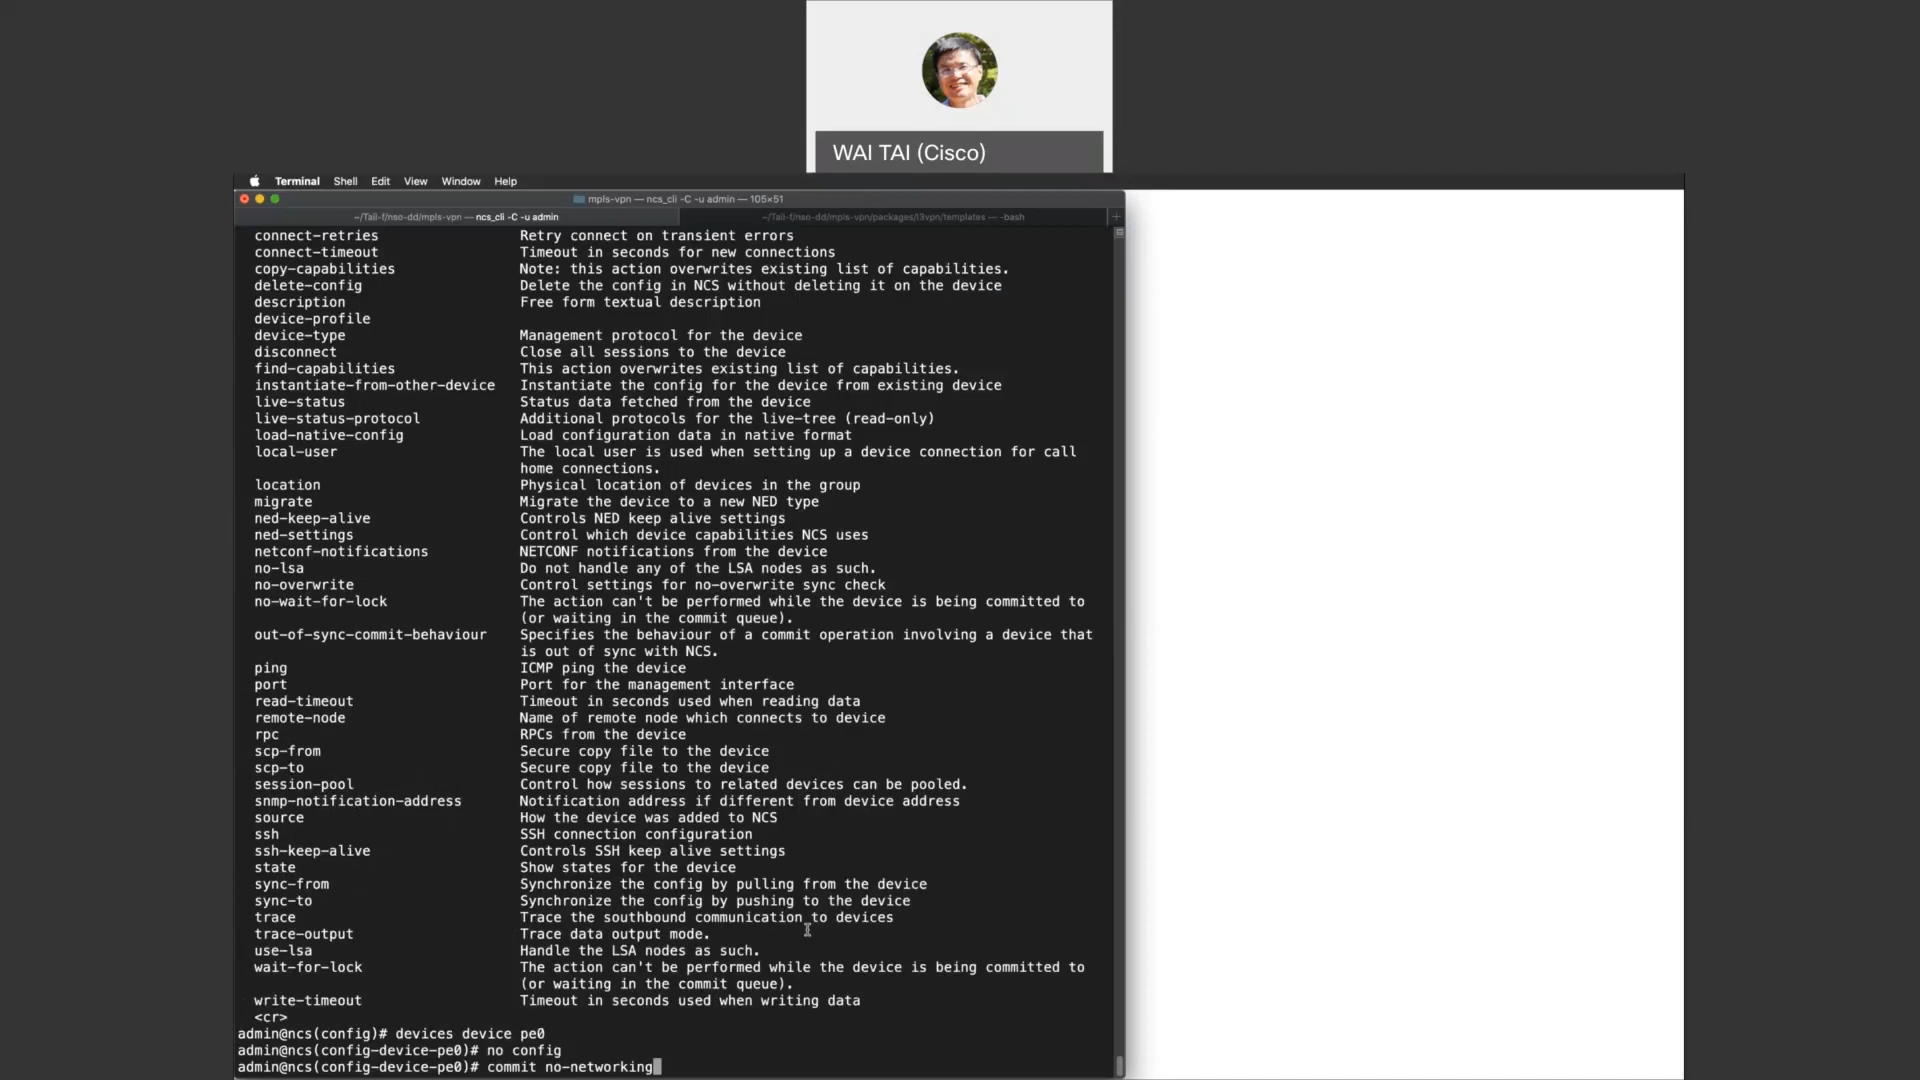 WAI TAI (Cisco)
Terminal Shell Edit View Window Help
mpls-vpn — ncs_cli -C -u admin — 105×51
~/Tail-f/nso-dd/mpls-vpn — ncs_cli -C -u admin
~/Tail-f/nso-dd/mpls-vpn/packages/l3vpn/templates — -bash
connect-retries Retry connect on transient errors
connect-timeout Timeout in seconds for new connections
copy-capabilities Note: this action overwrites existing list of capabilities.
delete-config Delete the config in NCS without deleting it on the device
description Free form textual description
device-profile
device-type Management protocol for the device
disconnect Close all sessions to the device
find-capabilities This action overwrites existing list of capabilities.
instantiate-from-other-device Instantiate the config for the device from existing device
live-status Status data fetched from the device
live-status-protocol Additional protocols for the live-tree (read-only)
load-native-config Load configuration data in native format
local-user The local user is used when setting up a device connection for call
home connections.
location Physical location of devices in the group
migrate Migrate the device to a new NED type
ned-keep-alive Controls NED keep alive settings
ned-settings Control which device capabilities NCS uses
netconf-notifications NETCONF notifications from the device
no-lsa Do not handle any of the LSA nodes as such.
no-overwrite Control settings for no-overwrite sync check
no-wait-for-lock The action can't be performed while the device is being committed to
(or waiting in the commit queue).
out-of-sync-commit-behaviour Specifies the behaviour of a commit operation involving a device that
is out of sync with NCS.
ping ICMP ping the device
port Port for the management interface
read-timeout Timeout in seconds used when reading data
remote-node Name of remote node which connects to device
rpc RPCs from the device
scp-from Secure copy file to the device
scp-to Secure copy file to the device
session-pool Control how sessions to related devices can be pooled.
snmp-notification-address Notification address if different from device address
source How the device was added to NCS
ssh SSH connection configuration
ssh-keep-alive Controls SSH keep alive settings
state Show states for the device
sync-from Synchronize the config by pulling from the device
sync-to Synchronize the config by pushing to the device
trace Trace the southbound communication to devices
trace-output Trace data output mode.
use-lsa Handle the LSA nodes as such.
wait-for-lock The action can't be performed while the device is being committed to
(or waiting in the commit queue).
write-timeout Timeout in seconds used when writing data
<cr>
admin@ncs(config)# devices device pe0
admin@ncs(config-device-pe0)# no config
admin@ncs(config-device-pe0)# commit no-networking